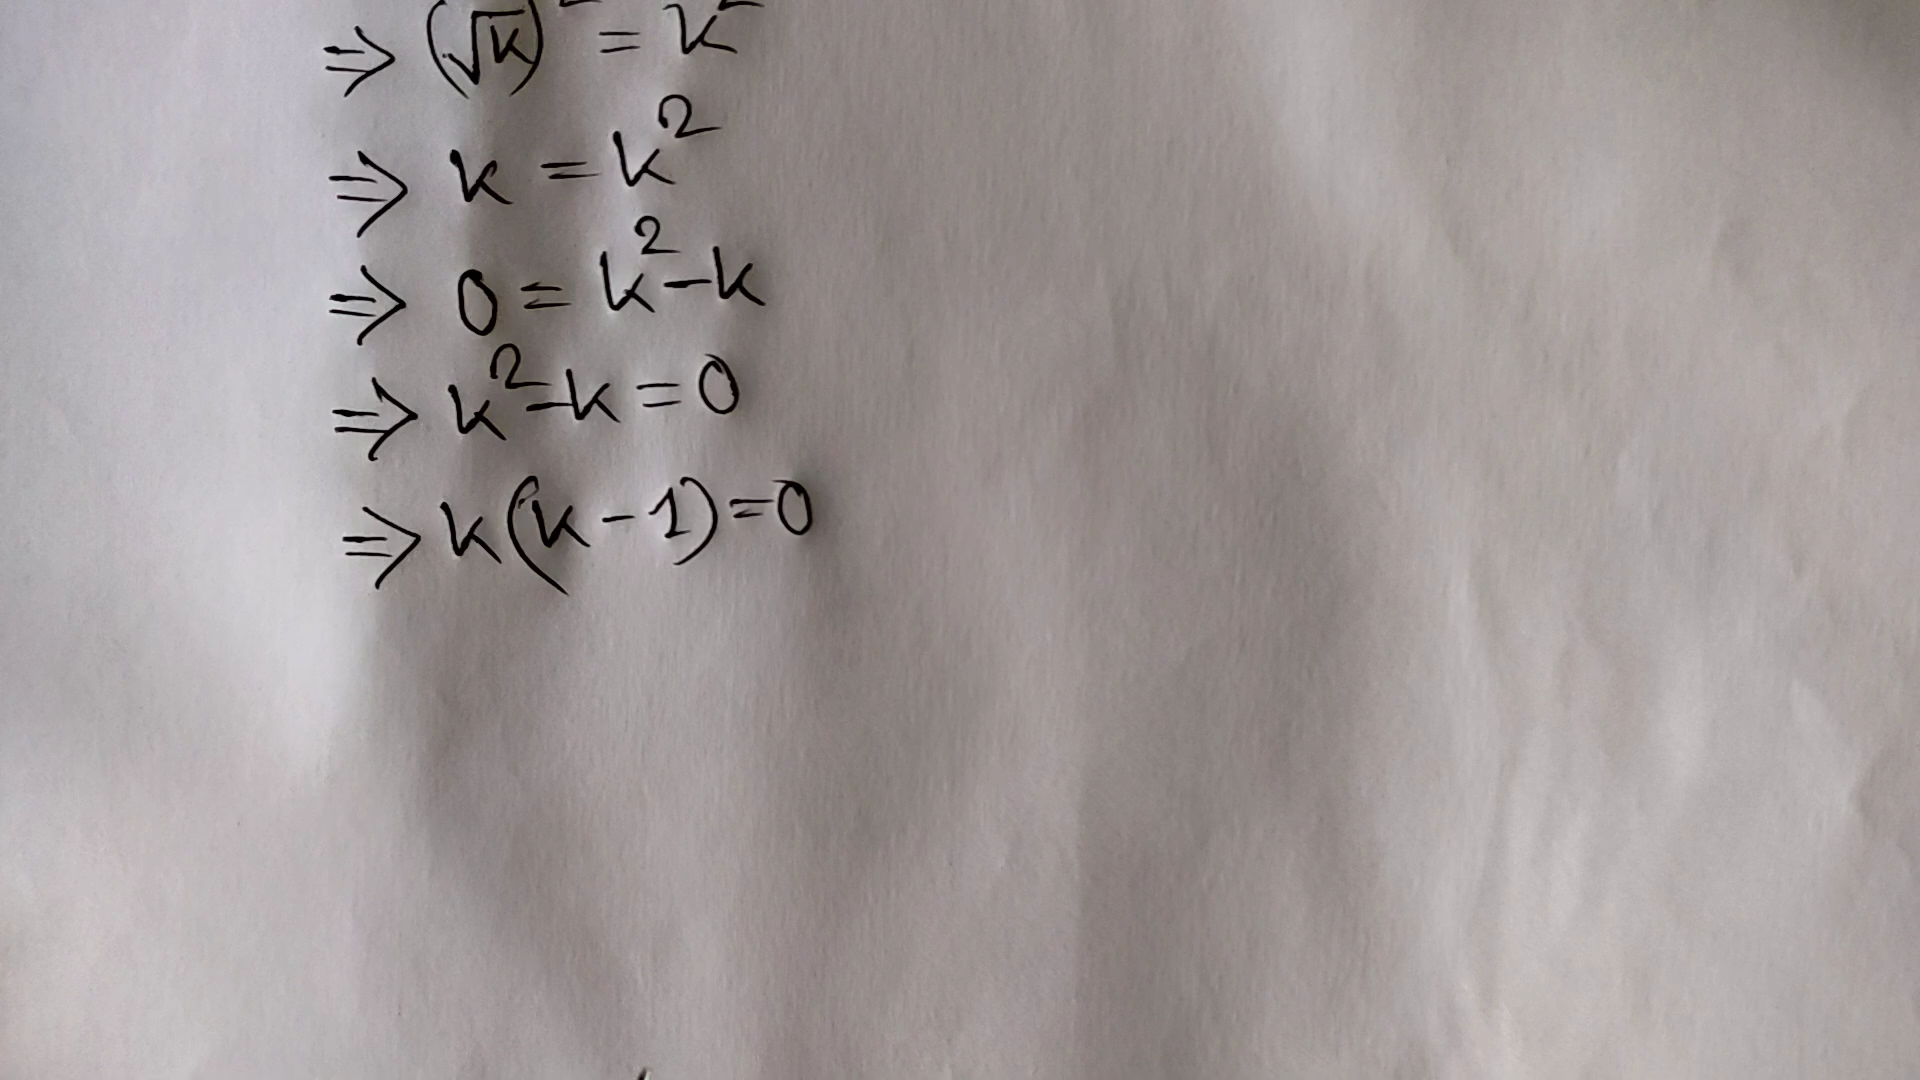 ⇒ (√k)² = k²
⇒ k = k²
⇒ 0 = k²-k
⇒ k²-k = 0
⇒ k(k-1)=0